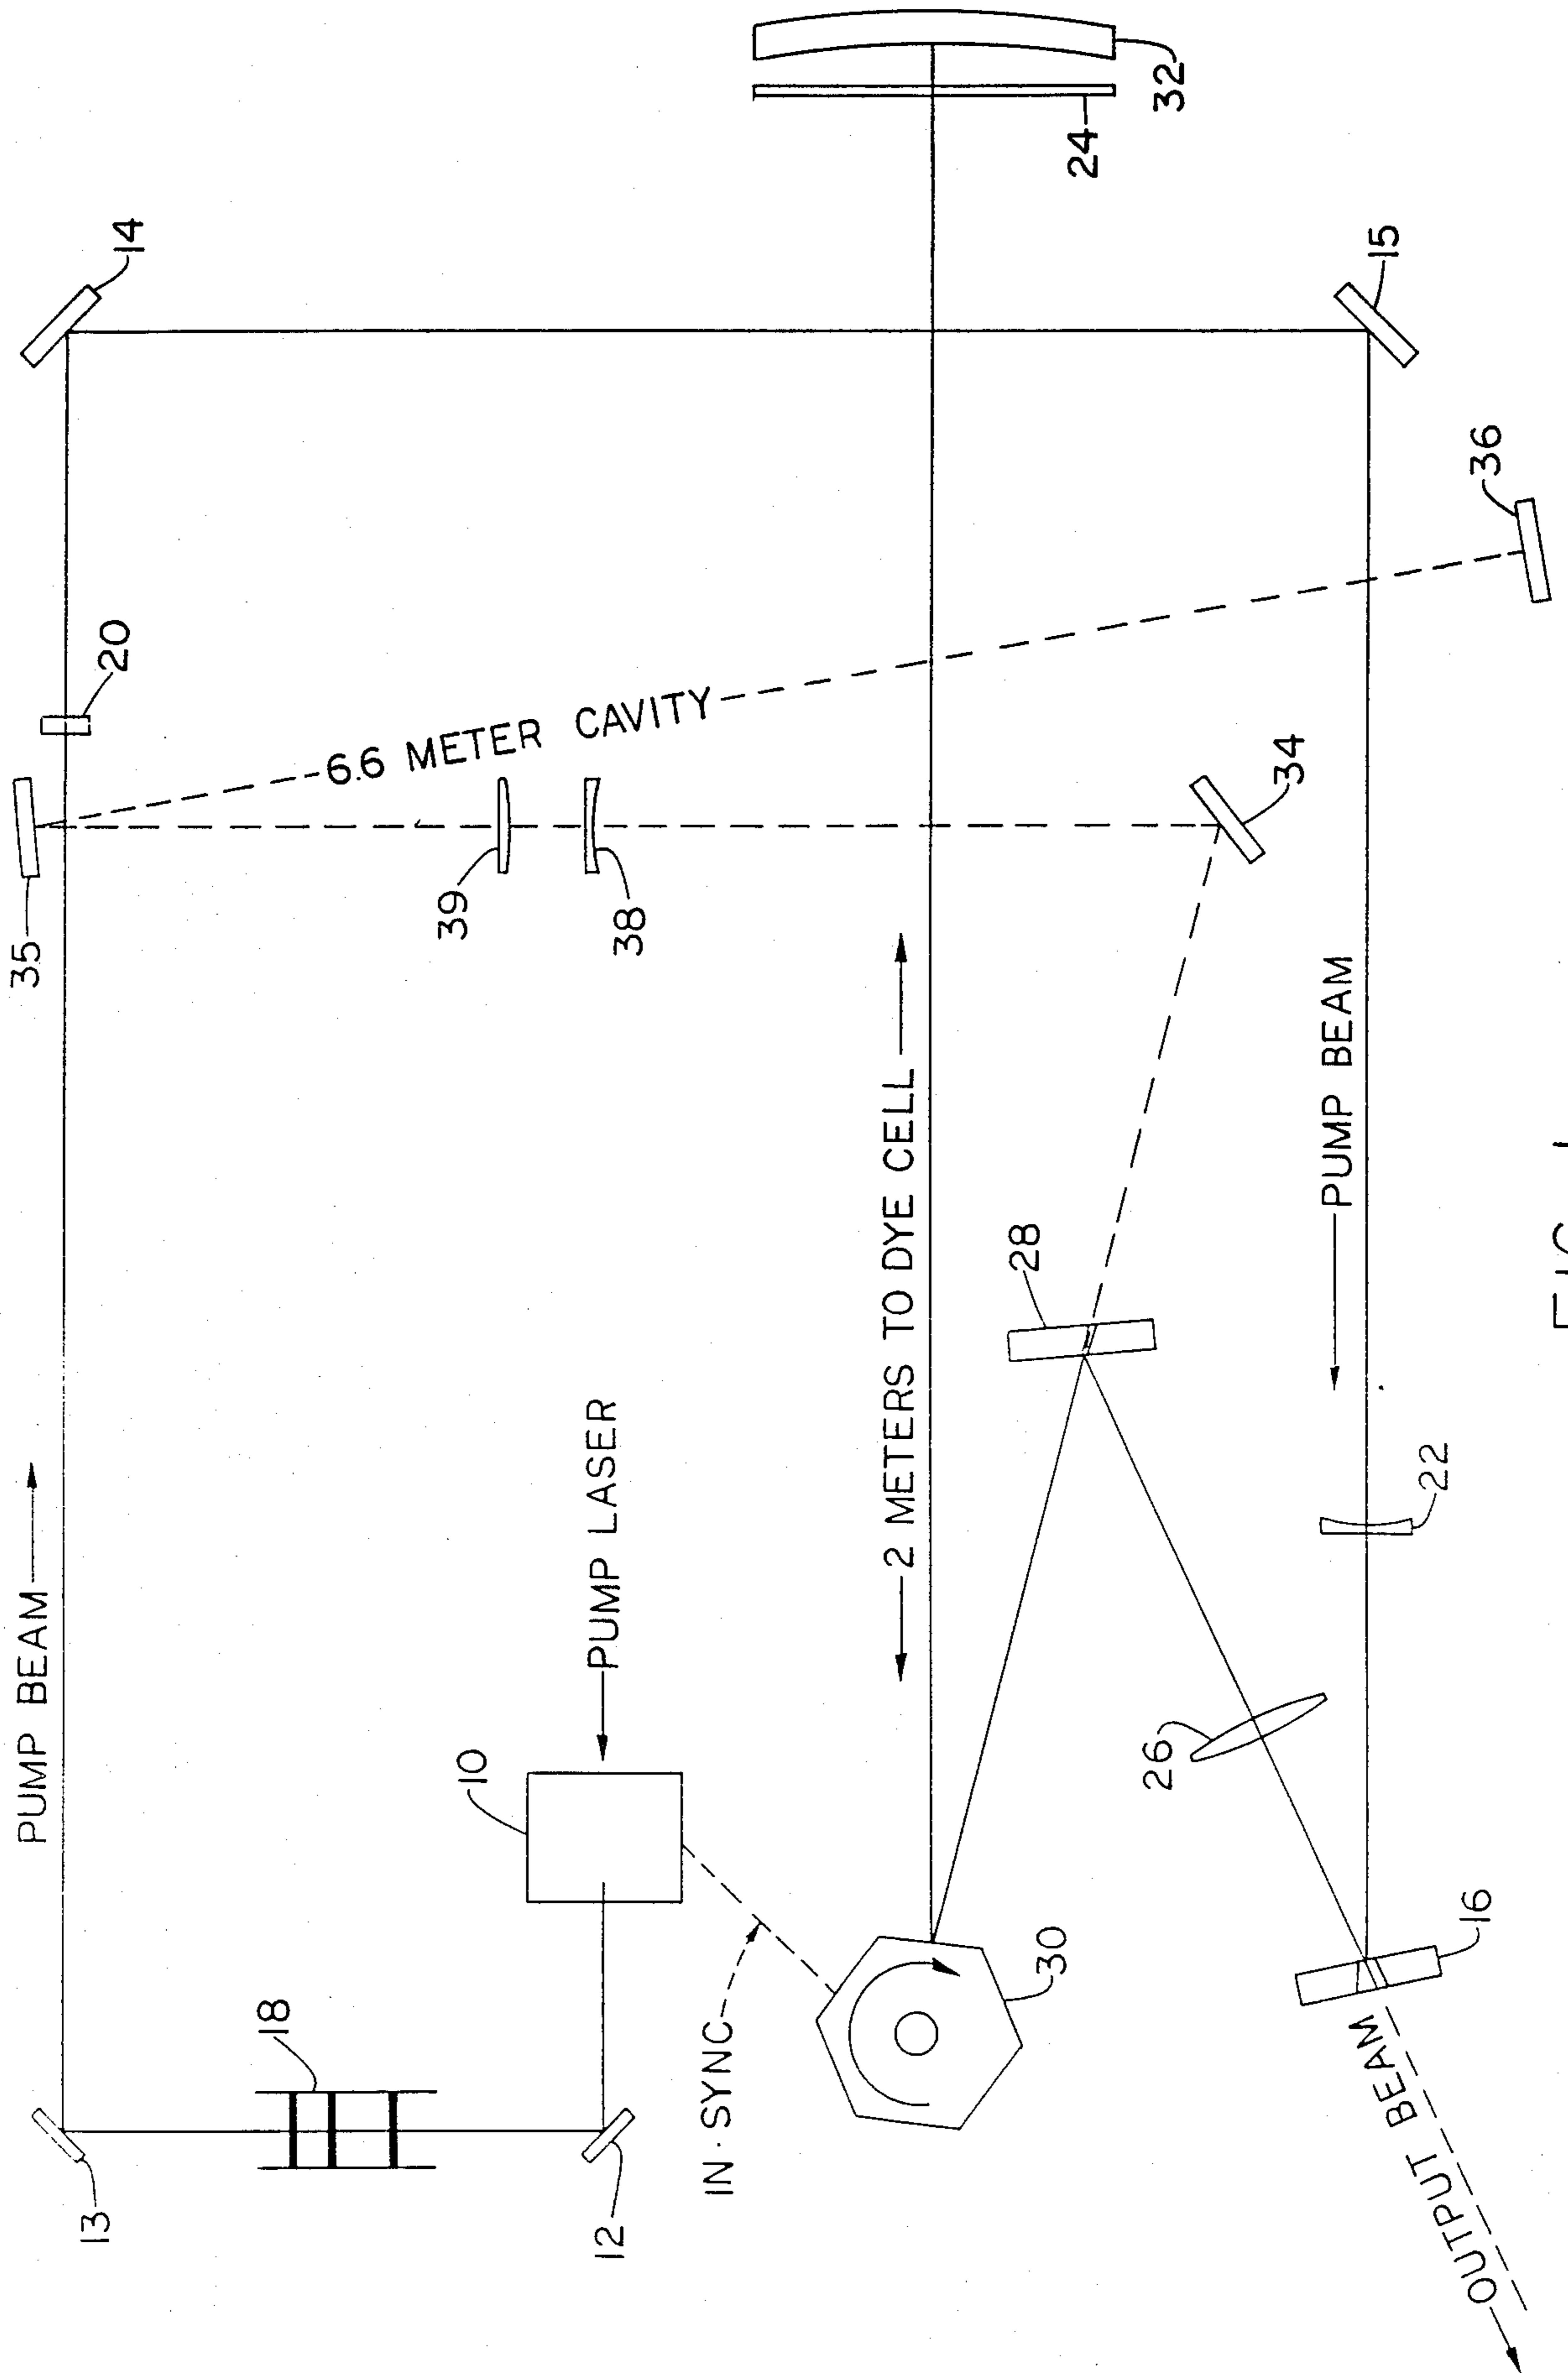 PUMP BEAM
35
20
14
13
18
39
38
6.6 METER CAVITY
10
PUMP LASER
12
IN·SYNC
30
2 METERS TO DYE CELL
24
32
28
34
26
PUMP BEAM
22
15
36
16
OUTPUT BEAM
FIG. I